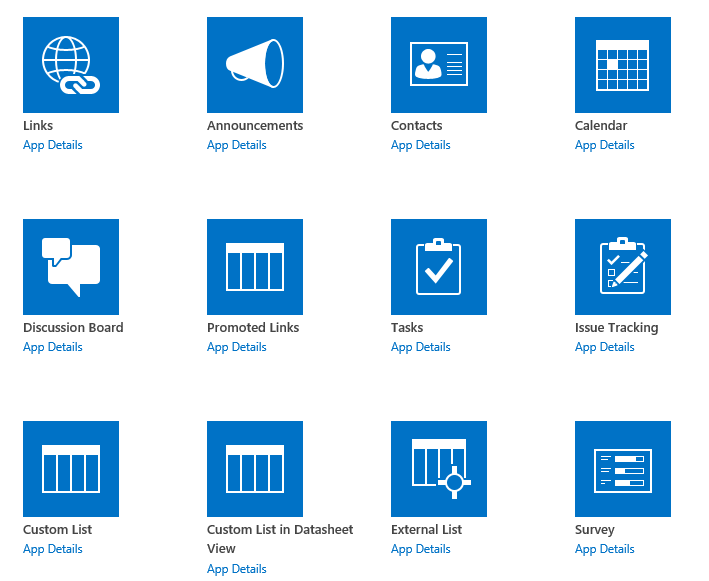 Links
App Details
Announcements
App Details
Contacts
App Details
Calendar
App Details
Discussion Board
App Details
Promoted Links
App Details
Tasks
App Details
Issue Tracking
App Details
Custom List
App Details
Custom List in Datasheet
View
App Details
External List
App Details
Survey
App Details